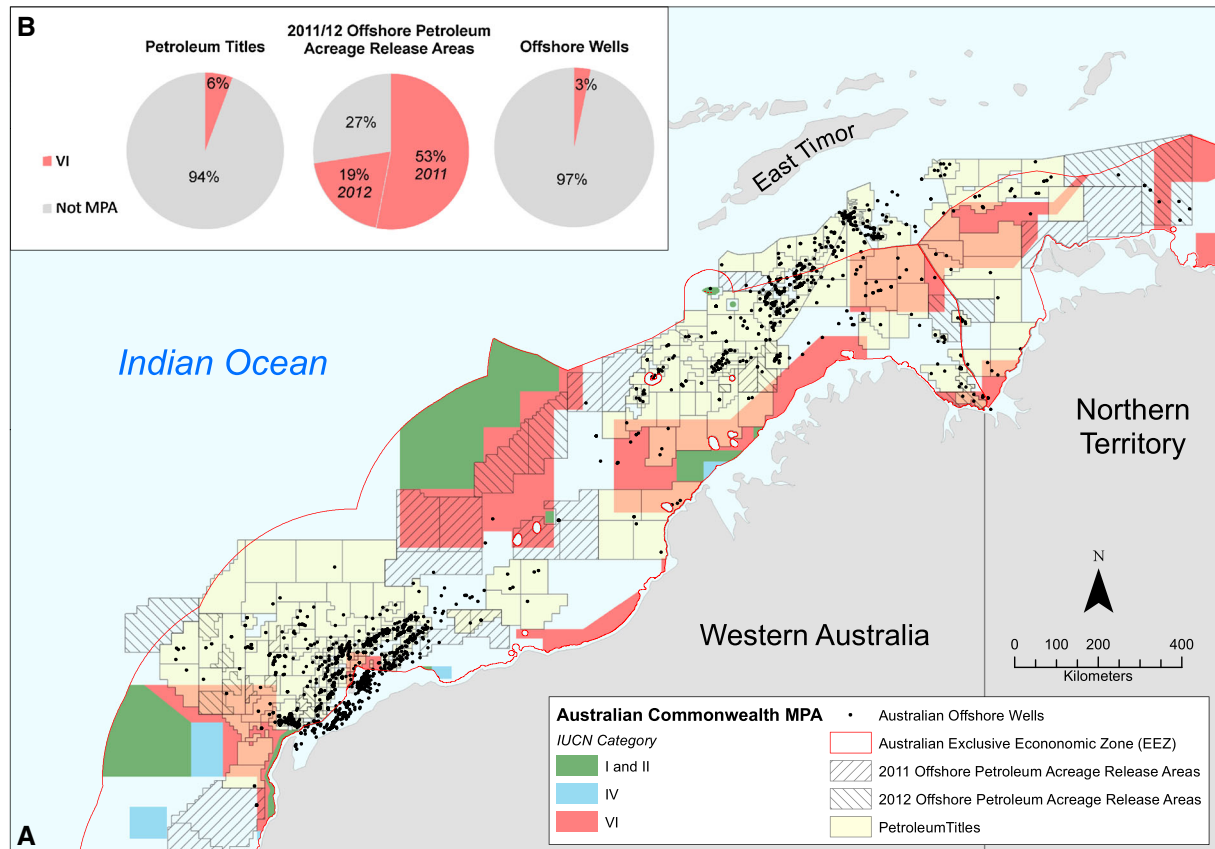 B
Petroleum Titles
2011/12 Offshore Petroleum
Acreage Release Areas
Offshore Wells
6%
94%
27%
53%
2011
19%
2012
3%
97%
VI
Not MPA
East Timor
Indian Ocean
Northern
Territory
Western Australia
N
0 100 200 400
Kilometers
Australian Commonwealth MPA
IUCN Category
I and II
IV
VI
Australian Offshore Wells
Australian Exclusive Econonomic Zone (EEZ)
2011 Offshore Petroleum Acreage Release Areas
2012 Offshore Petroleum Acreage Release Areas
PetroleumTitles
A